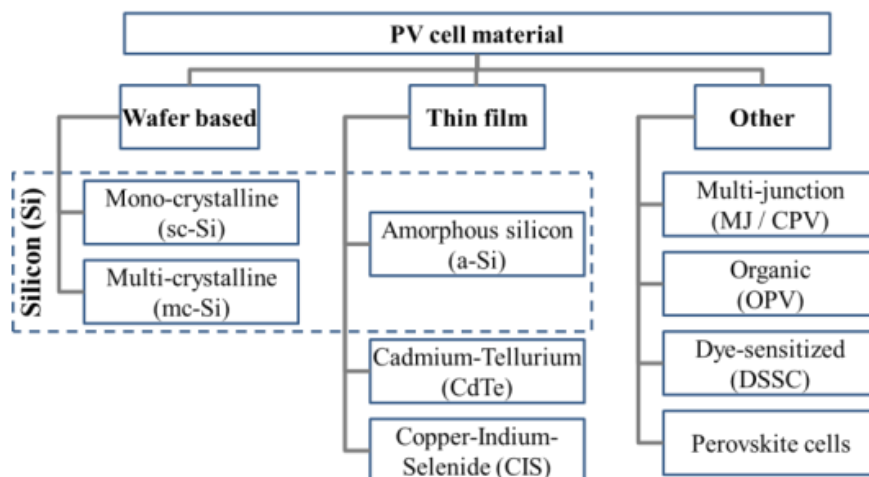 PV cell material
Wafer based
Thin film
Other
Silicon (Si)
Mono-crystalline
(sc-Si)
Multi-crystalline
(mc-Si)
Amorphous silicon
(a-Si)
Cadmium-Tellurium
(CdTe)
Copper-Indium-
Selenide (CIS)
Multi-junction
(MJ / CPV)
Organic
(OPV)
Dye-sensitized
(DSSC)
Perovskite cells